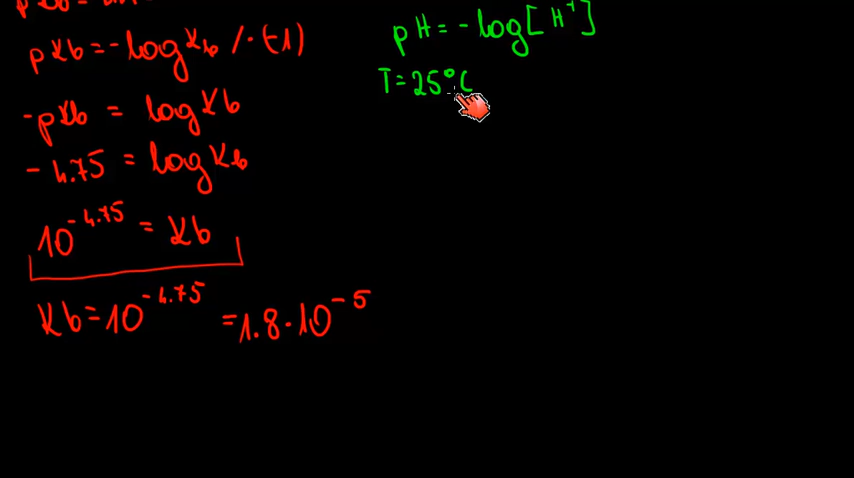 pKb = -log Kb / · (-1)
-pKb = log Kb
- 4.75 = log Kb
10^-4.75 = Kb
Kb = 10^-4.75 = 1.8 · 10^-5
pH = - log [H^+]
T = 25°C